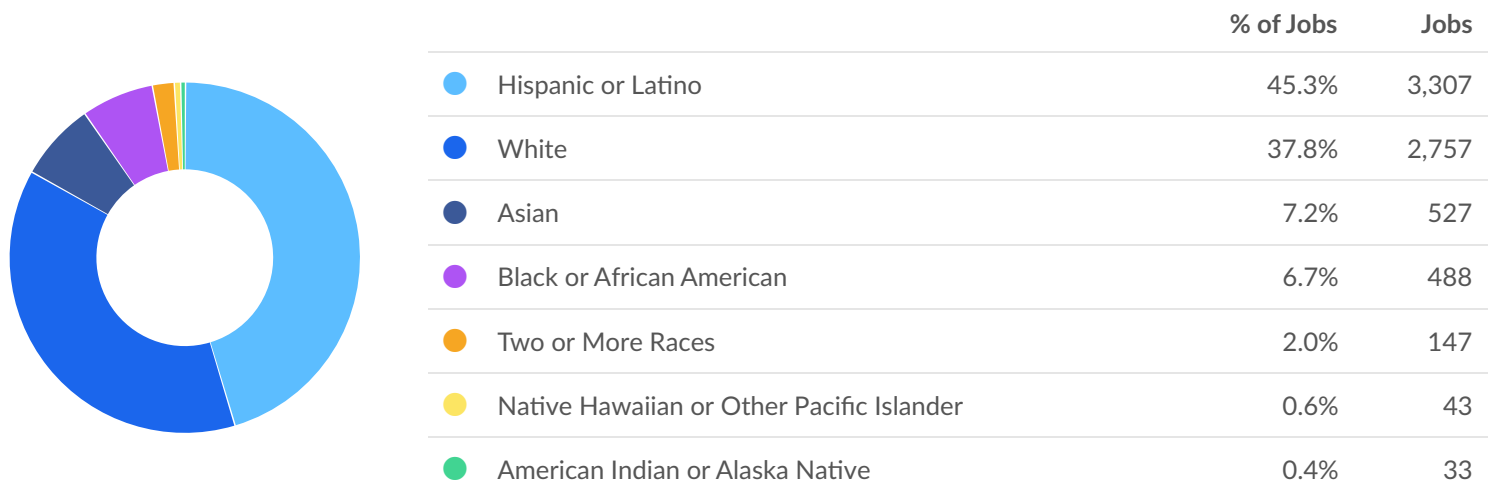 % of Jobs Jobs
Hispanic or Latino 45.3% 3,307
White 37.8% 2,757
Asian 7.2% 527
Black or African American 6.7% 488
Two or More Races 2.0% 147
Native Hawaiian or Other Pacific Islander 0.6% 43
American Indian or Alaska Native 0.4% 33